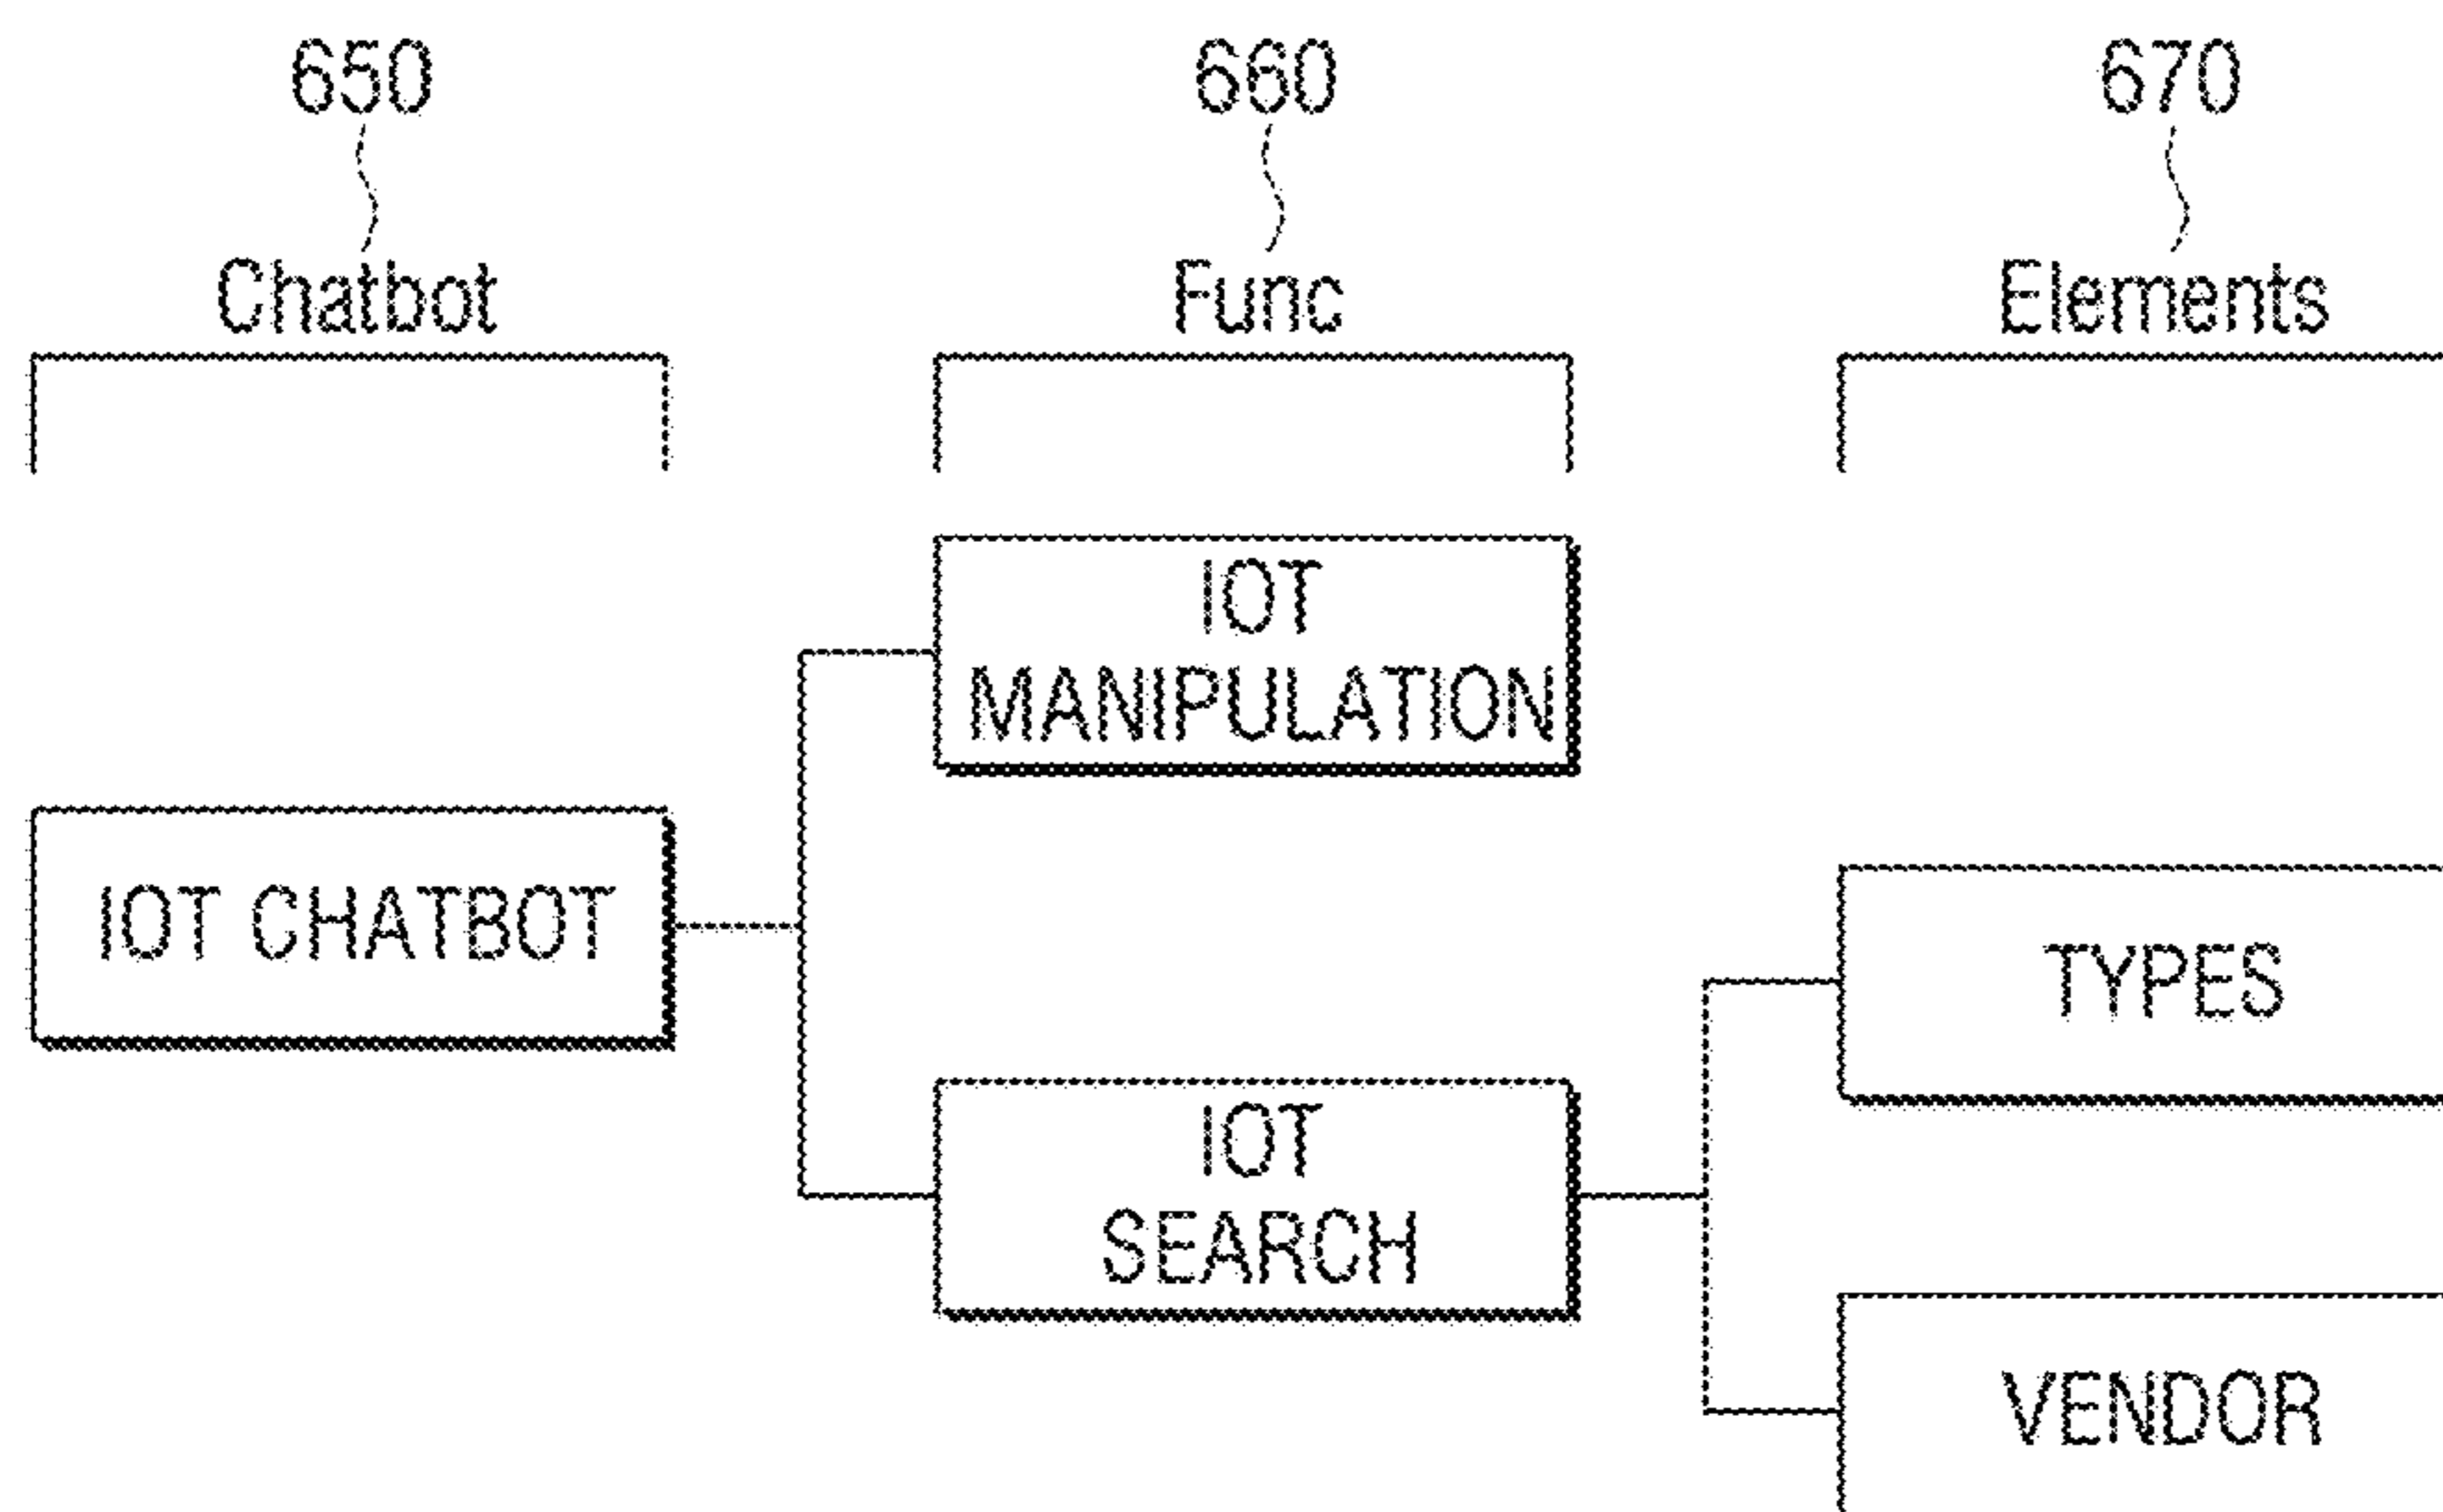 650 660 670
Chatbot Func Elements
IOT
MANIPULATION
IOT CHATBOT
TYPES
IOT
SEARCH
VENDOR